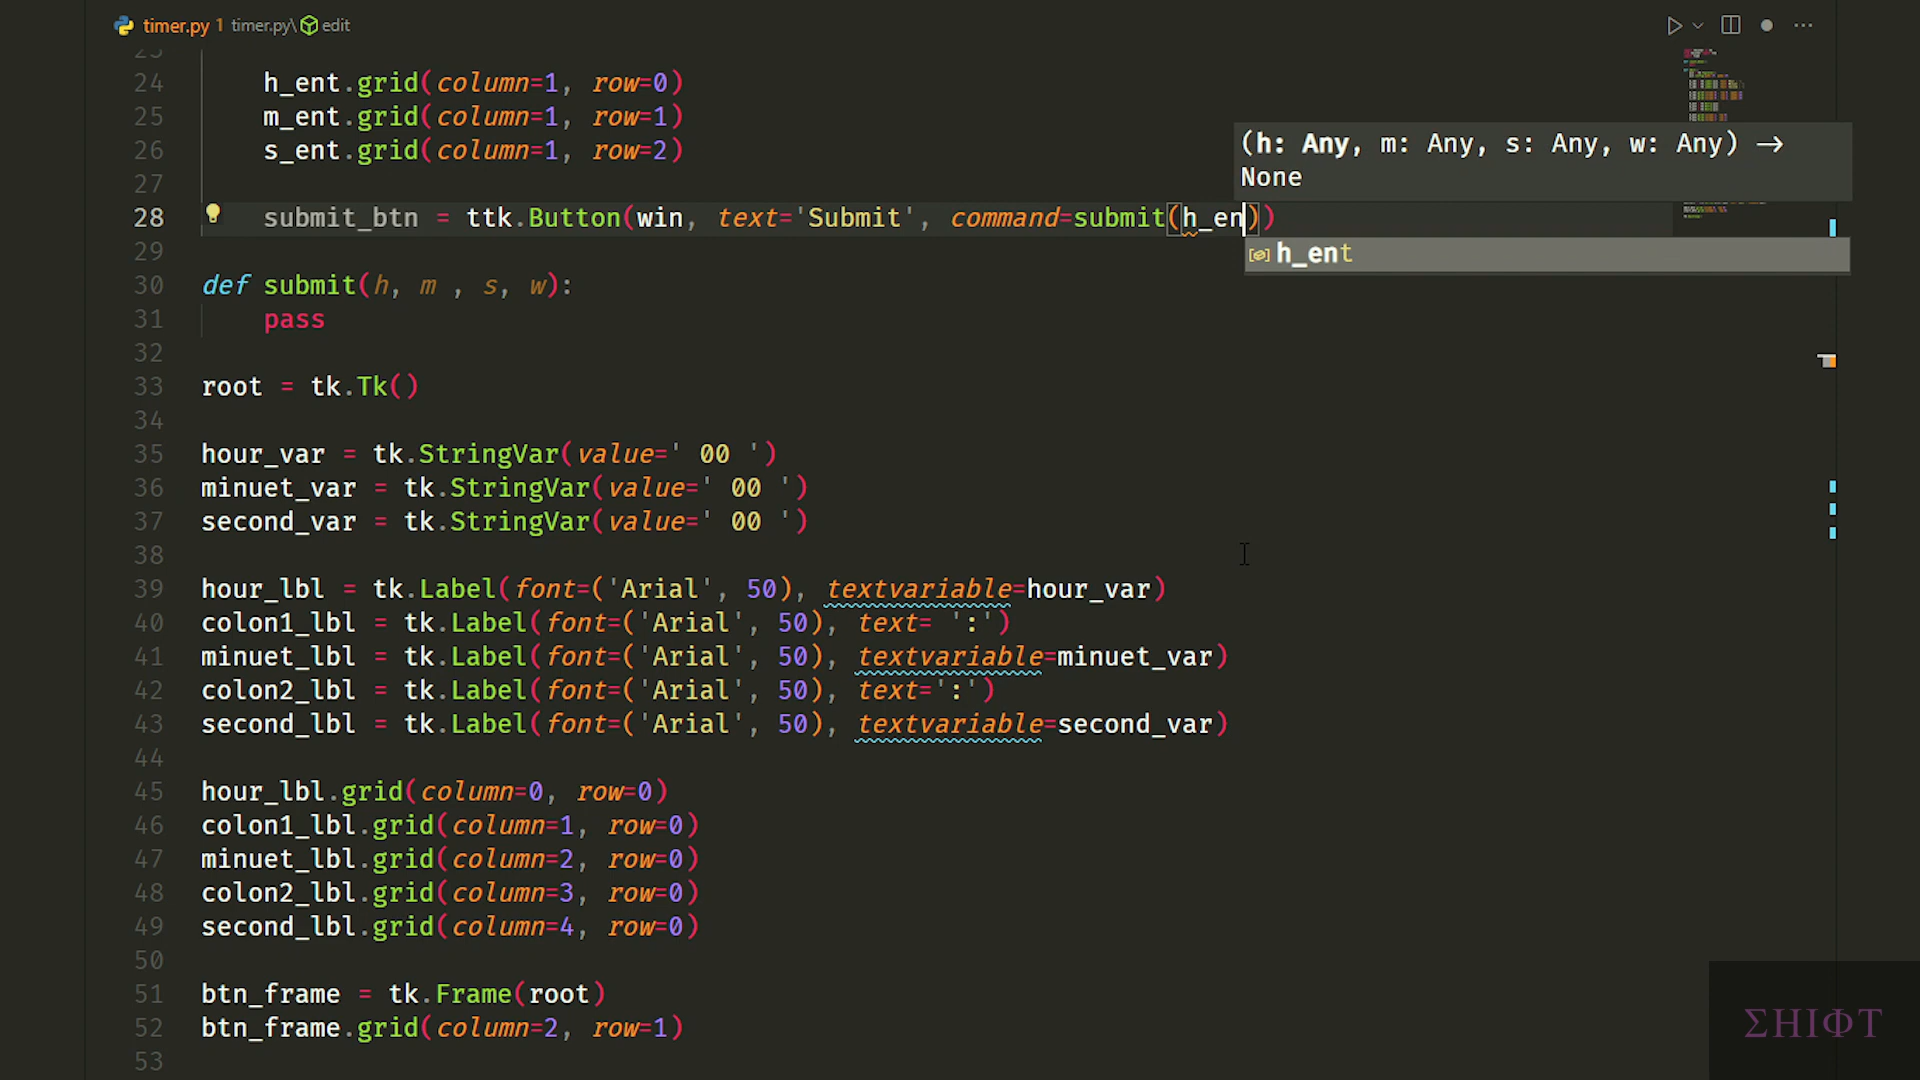 timer.py 1 timer.py\ edit
23
24 h_ent.grid(column=1, row=0)
25 m_ent.grid(column=1, row=1)
26 s_ent.grid(column=1, row=2)
(h: Any, m: Any, s: Any, w: Any) →
None
27
28 submit_btn = ttk.Button(win, text='Submit', command=submit(h_en))
h_ent
29
30 def submit(h, m , s, w):
31 pass
32
33 root = tk.Tk()
34
35 hour_var = tk.StringVar(value=' 00 ')
36 minuet_var = tk.StringVar(value=' 00 ')
37 second_var = tk.StringVar(value=' 00 ')
38
39 hour_lbl = tk.Label(font=('Arial', 50), textvariable=hour_var)
40 colon1_lbl = tk.Label(font=('Arial', 50), text= ':')
41 minuet_lbl = tk.Label(font=('Arial', 50), textvariable=minuet_var)
42 colon2_lbl = tk.Label(font=('Arial', 50), text=':')
43 second_lbl = tk.Label(font=('Arial', 50), textvariable=second_var)
44
45 hour_lbl.grid(column=0, row=0)
46 colon1_lbl.grid(column=1, row=0)
47 minuet_lbl.grid(column=2, row=0)
48 colon2_lbl.grid(column=3, row=0)
49 second_lbl.grid(column=4, row=0)
50
51 btn_frame = tk.Frame(root)
52 btn_frame.grid(column=2, row=1)
53
ΣHIΦT